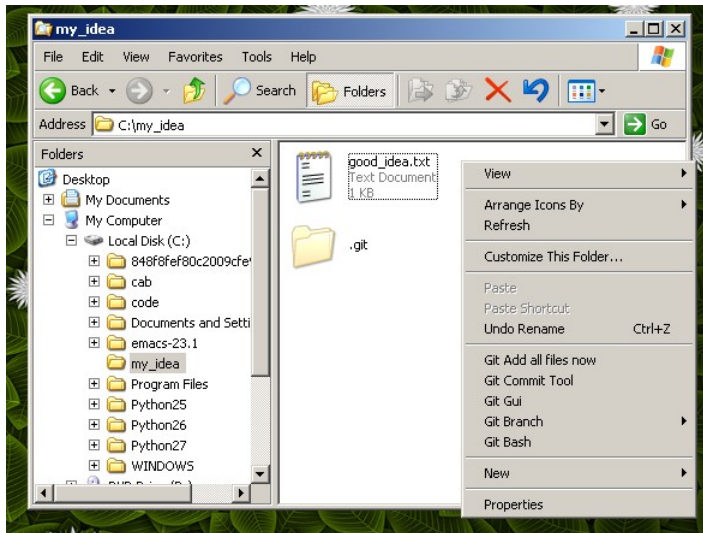 my_idea
File Edit View Favorites Tools Help
Back Search Folders
Address C:\my_idea Go
Folders
Desktop
My Documents
My Computer
Local Disk (C:)
848f8fef80c2009cfe
cab
code
Documents and Setti
emacs-23.1
my_idea
Program Files
Python25
Python26
Python27
WINDOWS
good_idea.txt
Text Document
1 KB
.git
View
Arrange Icons By
Refresh
Customize This Folder...
Paste
Paste Shortcut
Undo Rename Ctrl+Z
Git Add all files now
Git Commit Tool
Git Gui
Git Branch
Git Bash
New
Properties